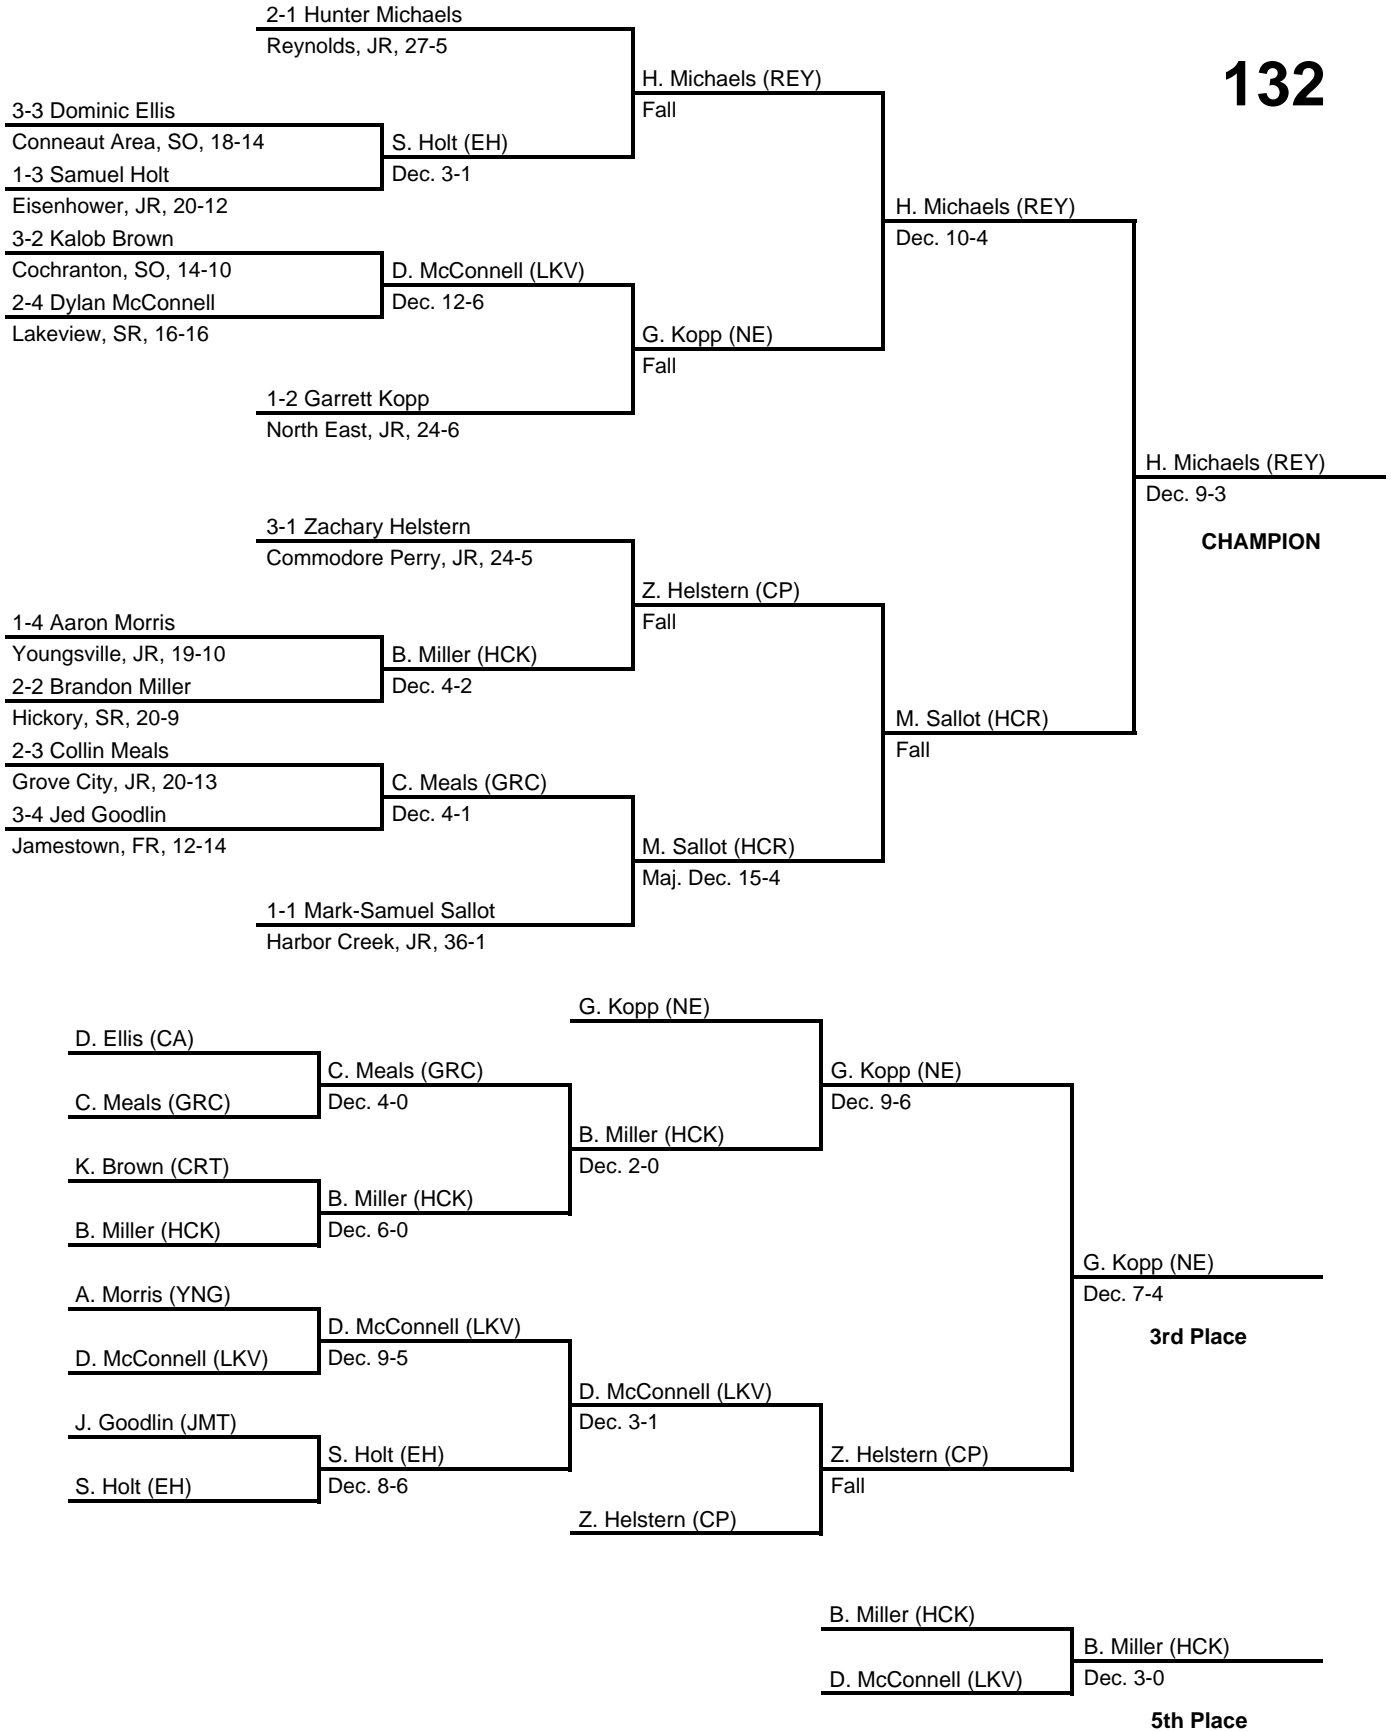 2-1 Hunter Michaels
Reynolds, JR, 27-5
132
H. Michaels (REY)
Fall
3-3 Dominic Ellis
Conneaut Area, SO, 18-14
S. Holt (EH)
Dec. 3-1
1-3 Samuel Holt
Eisenhower, JR, 20-12
H. Michaels (REY)
Dec. 10-4
3-2 Kalob Brown
Cochranton, SO, 14-10
D. McConnell (LKV)
Dec. 12-6
2-4 Dylan McConnell
Lakeview, SR, 16-16
G. Kopp (NE)
Fall
1-2 Garrett Kopp
North East, JR, 24-6
H. Michaels (REY)
Dec. 9-3
CHAMPION
3-1 Zachary Helstern
Commodore Perry, JR, 24-5
Z. Helstern (CP)
Fall
1-4 Aaron Morris
Youngsville, JR, 19-10
B. Miller (HCK)
Dec. 4-2
2-2 Brandon Miller
Hickory, SR, 20-9
M. Sallot (HCR)
Fall
2-3 Collin Meals
Grove City, JR, 20-13
C. Meals (GRC)
Dec. 4-1
3-4 Jed Goodlin
Jamestown, FR, 12-14
M. Sallot (HCR)
Maj. Dec. 15-4
1-1 Mark-Samuel Sallot
Harbor Creek, JR, 36-1
G. Kopp (NE)
D. Ellis (CA)
C. Meals (GRC)
Dec. 4-0
C. Meals (GRC)
G. Kopp (NE)
Dec. 9-6
B. Miller (HCK)
Dec. 2-0
K. Brown (CRT)
B. Miller (HCK)
Dec. 6-0
B. Miller (HCK)
G. Kopp (NE)
Dec. 7-4
3rd Place
A. Morris (YNG)
D. McConnell (LKV)
Dec. 9-5
D. McConnell (LKV)
D. McConnell (LKV)
Dec. 3-1
J. Goodlin (JMT)
S. Holt (EH)
Dec. 8-6
S. Holt (EH)
Z. Helstern (CP)
Fall
Z. Helstern (CP)
B. Miller (HCK)
B. Miller (HCK)
Dec. 3-0
D. McConnell (LKV)
5th Place